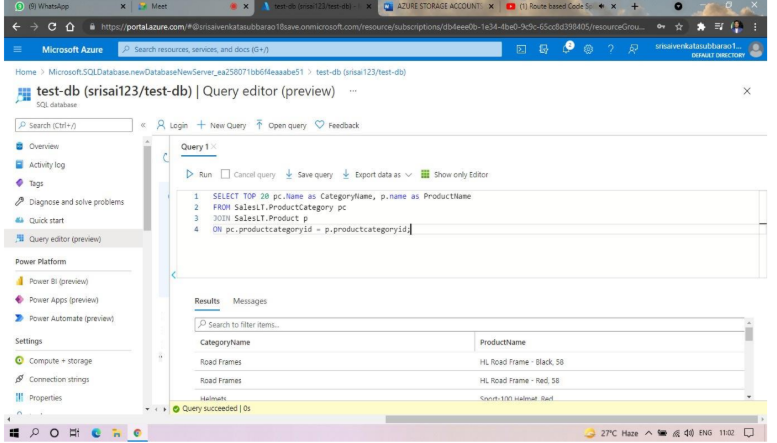 (9) WhatsApp
Meet
test-db (srisai123/test-db) -
AZURE STORAGE ACCOUNT
(1) Route based Code
https://portal.azure.com/#@srisaivenkatasubbarao18save.onmicrosoft.com/resource/subscriptions/db4eee0b-1e34-4be0-9c9c-65cc8d398405/resourceGrou...
Microsoft Azure
Search resources, services, and docs (G+/)
2
srisaivenkatasubbarao1...
DEFAULT DIRECTORY
Home > Microsoft.SQLDatabase.newDatabaseNewServer_ea258071bb6f4eaaabe51 > test-db (srisai123/test-db)
test-db (srisai123/test-db) | Query editor (preview) ...
SQL database
Search (Ctrl+/)
Overview
Activity log
Tags
Diagnose and solve problems
Quick start
Query editor (preview)
Power Platform
Power BI (preview)
Power Apps (preview)
Power Automate (preview)
Settings
Compute + storage
Connection strings
Properties
Login + New Query Open query Feedback
Query 1
Run Cancel query Save query Export data as Show only Editor
1 SELECT TOP 20 pc.Name as CategoryName, p.name as ProductName
2 FROM SalesLT.ProductCategory pc
3 JOIN SalesLT.Product p
4 ON pc.productcategoryid = p.productcategoryid;
Results Messages
Search to filter items...
CategoryName ProductName
Road Frames HL Road Frame - Black, 58
Road Frames HL Road Frame - Red, 58
Helmets Sport-100 Helmet, Red
Query succeeded | 0s
27°C Haze ENG 11:02